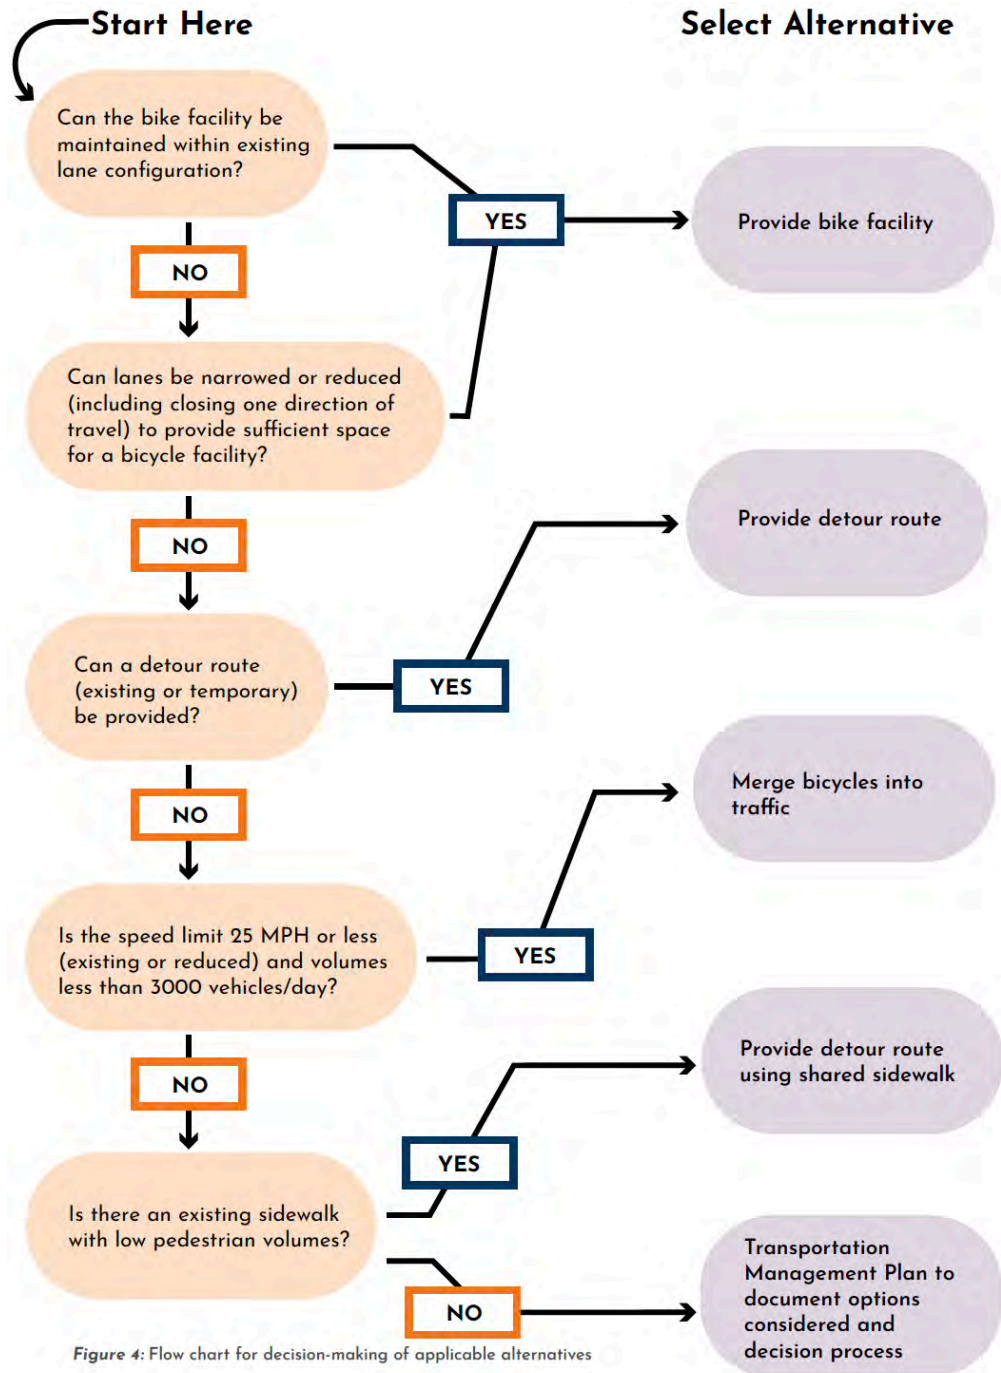 Start Here
Select Alternative
Can the bike facility be
maintained within existing
lane configuration?
YES
Provide bike facility
NO
Can lanes be narrowed or reduced
(including closing one direction of
travel) to provide sufficient space
for a bicycle facility?
Provide detour route
NO
Can a detour route
(existing or temporary)
be provided?
YES
Merge bicycles into
traffic
NO
Is the speed limit 25 MPH or less
(existing or reduced) and volumes
less than 3000 vehicles/day?
YES
Provide detour route
using shared sidewalk
NO
YES
Is there an existing sidewalk
with low pedestrian volumes?
Transportation
Management Plan to
document options
considered and
decision process
NO
Figure 4: Flow chart for decision-making of applicable alternatives